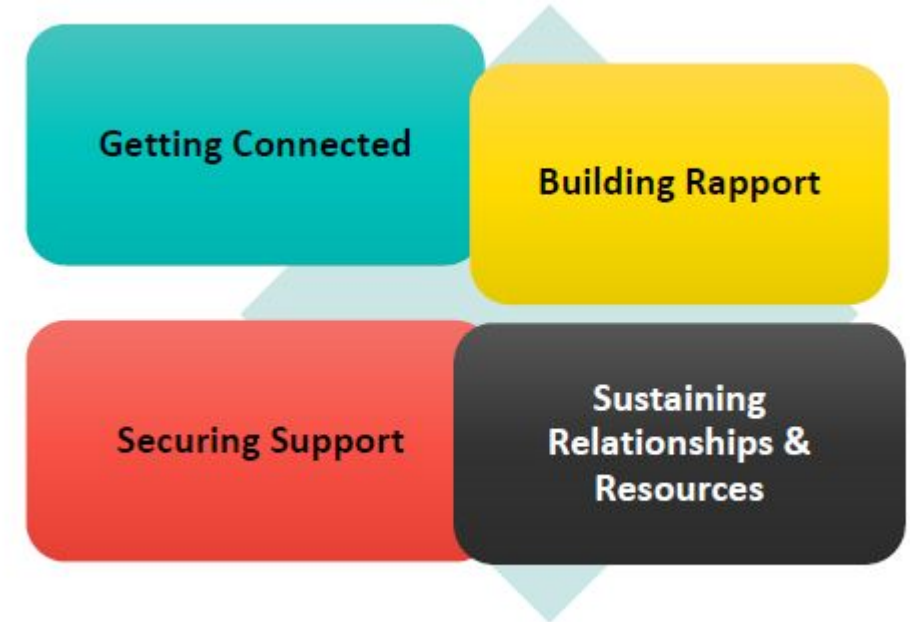 Getting Connected
Building Rapport
Securing Support
Sustaining
Relationships &
Resources